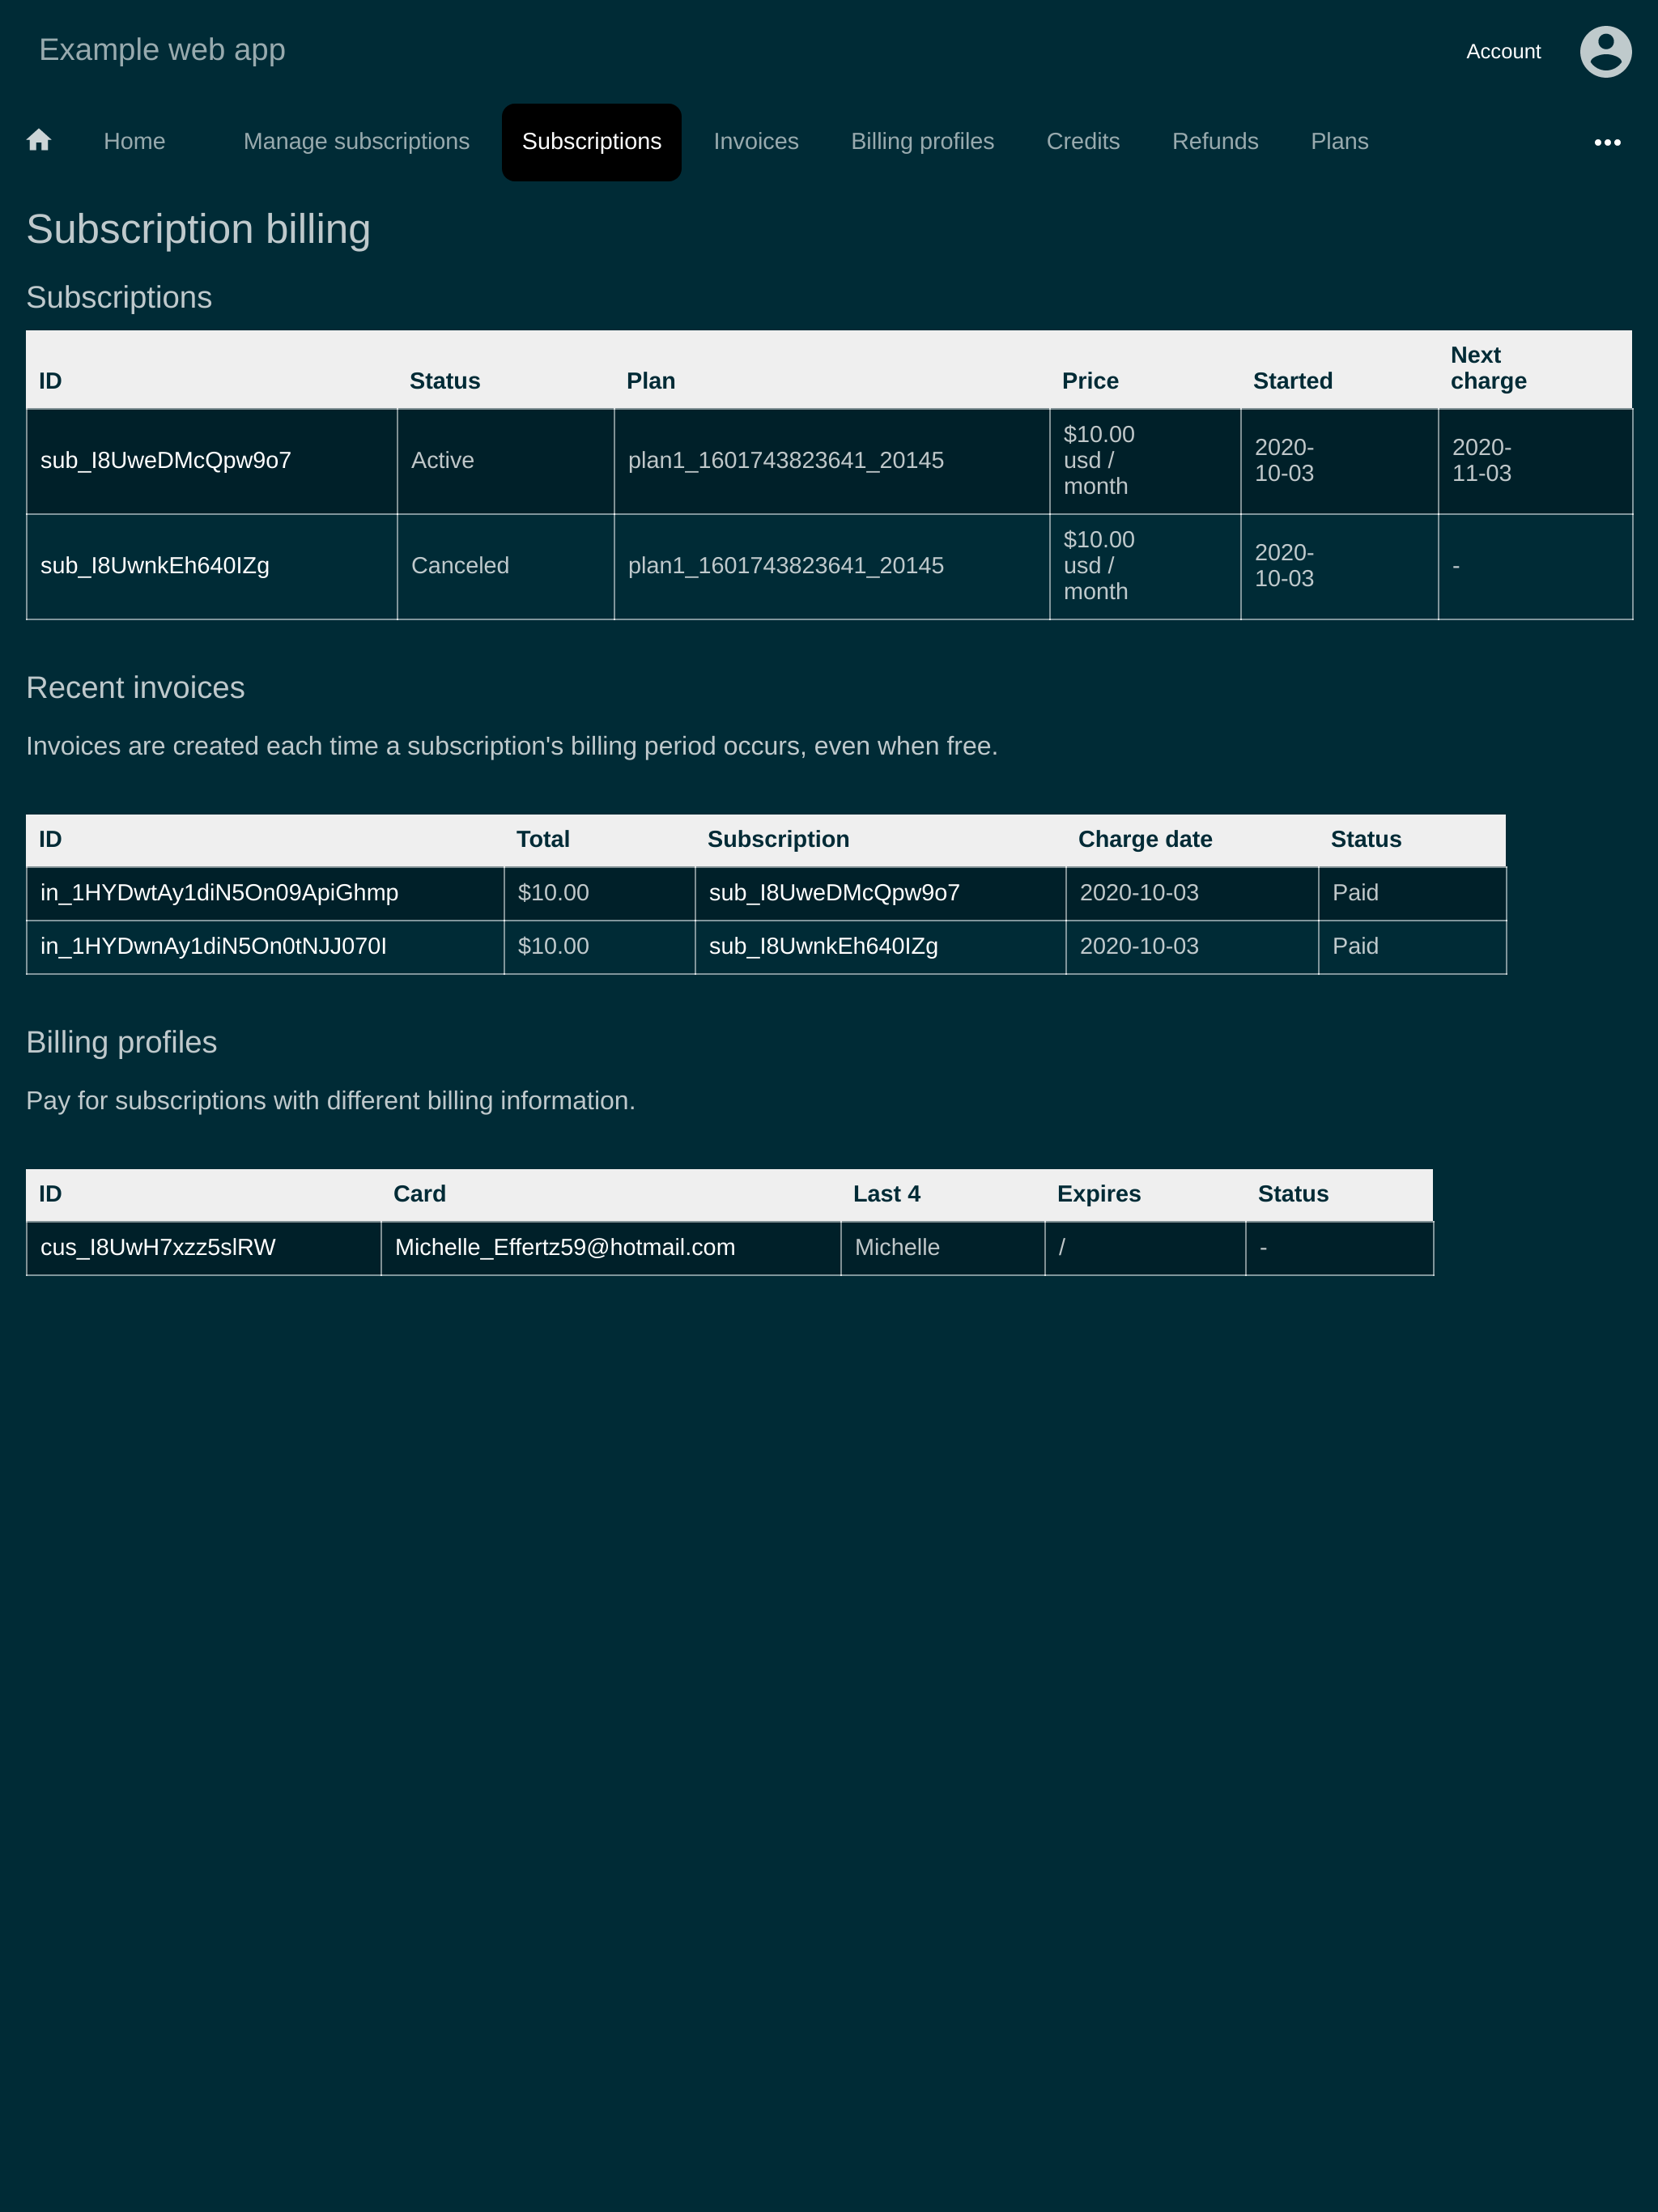 Example web app
Account
Home Manage subscriptions Subscriptions Invoices Billing profiles Credits Refunds Plans
Subscription billing
Subscriptions
ID Status Plan Price Started Next charge
sub_I8UweDMcQpw9o7 Active plan1_1601743823641_20145 $10.00 usd / month 2020-10-03 2020-11-03
sub_I8UwnkEh640IZg Canceled plan1_1601743823641_20145 $10.00 usd / month 2020-10-03 -
Recent invoices
Invoices are created each time a subscription's billing period occurs, even when free.
ID Total Subscription Charge date Status
in_1HYDwtAy1diN5On09ApiGhmp $10.00 sub_I8UweDMcQpw9o7 2020-10-03 Paid
in_1HYDwnAy1diN5On0tNJJ070I $10.00 sub_I8UwnkEh640IZg 2020-10-03 Paid
Billing profiles
Pay for subscriptions with different billing information.
ID Card Last 4 Expires Status
cus_I8UwH7xzz5slRW Michelle_Effertz59@hotmail.com Michelle / -